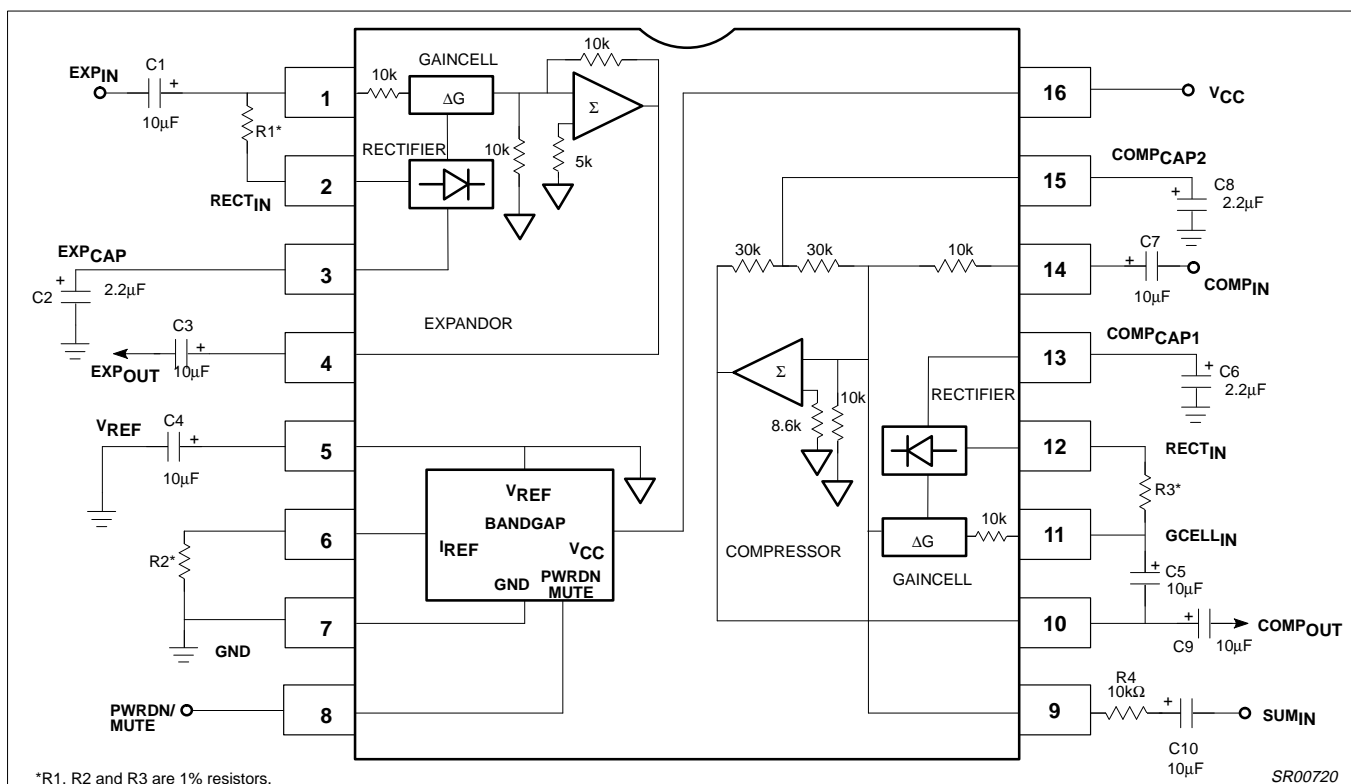 EXPIN
C1
+
10µF
R1*
RECTIN
EXPCAP
+
C2
2.2µF
C3
+
EXPOUT
10µF
VREF
C4
+
10µF
R2*
GND
PWRDN/
MUTE
1
2
3
4
5
6
7
8
10k
GAINCELL
ΔG
10k
Σ
RECTIFIER
10k
5k
EXPANDOR
VREF
BANDGAP
IREF
VCC
GND
PWRDN
MUTE
30k
30k
10k
Σ
10k
8.6k
RECTIFIER
ΔG
10k
COMPRESSOR
GAINCELL
16
15
14
13
12
11
10
9
VCC
COMPCAP2
+
C8
2.2µF
C7
+
10µF
COMPIN
COMPCAP1
+
C6
2.2µF
RECTIN
R3*
GCELLIN
+
C5
10µF
+
C9
10µF
COMPOUT
R4
10kΩ
+
C10
10µF
SUMIN
*R1, R2 and R3 are 1% resistors.
SR00720